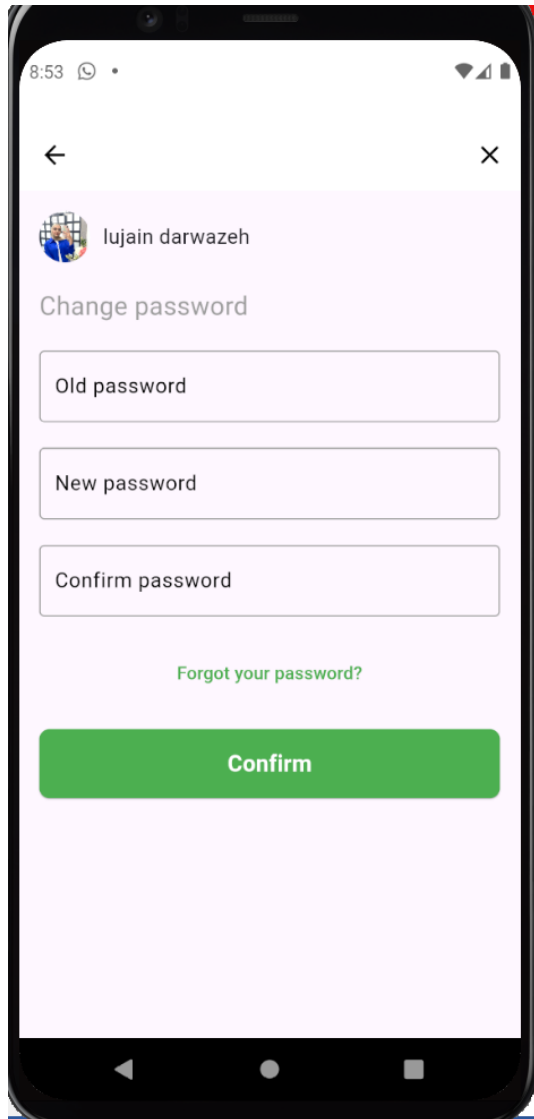 8:53
lujain darwazeh
Change password
Old password
New password
Confirm password
Forgot your password?
Confirm